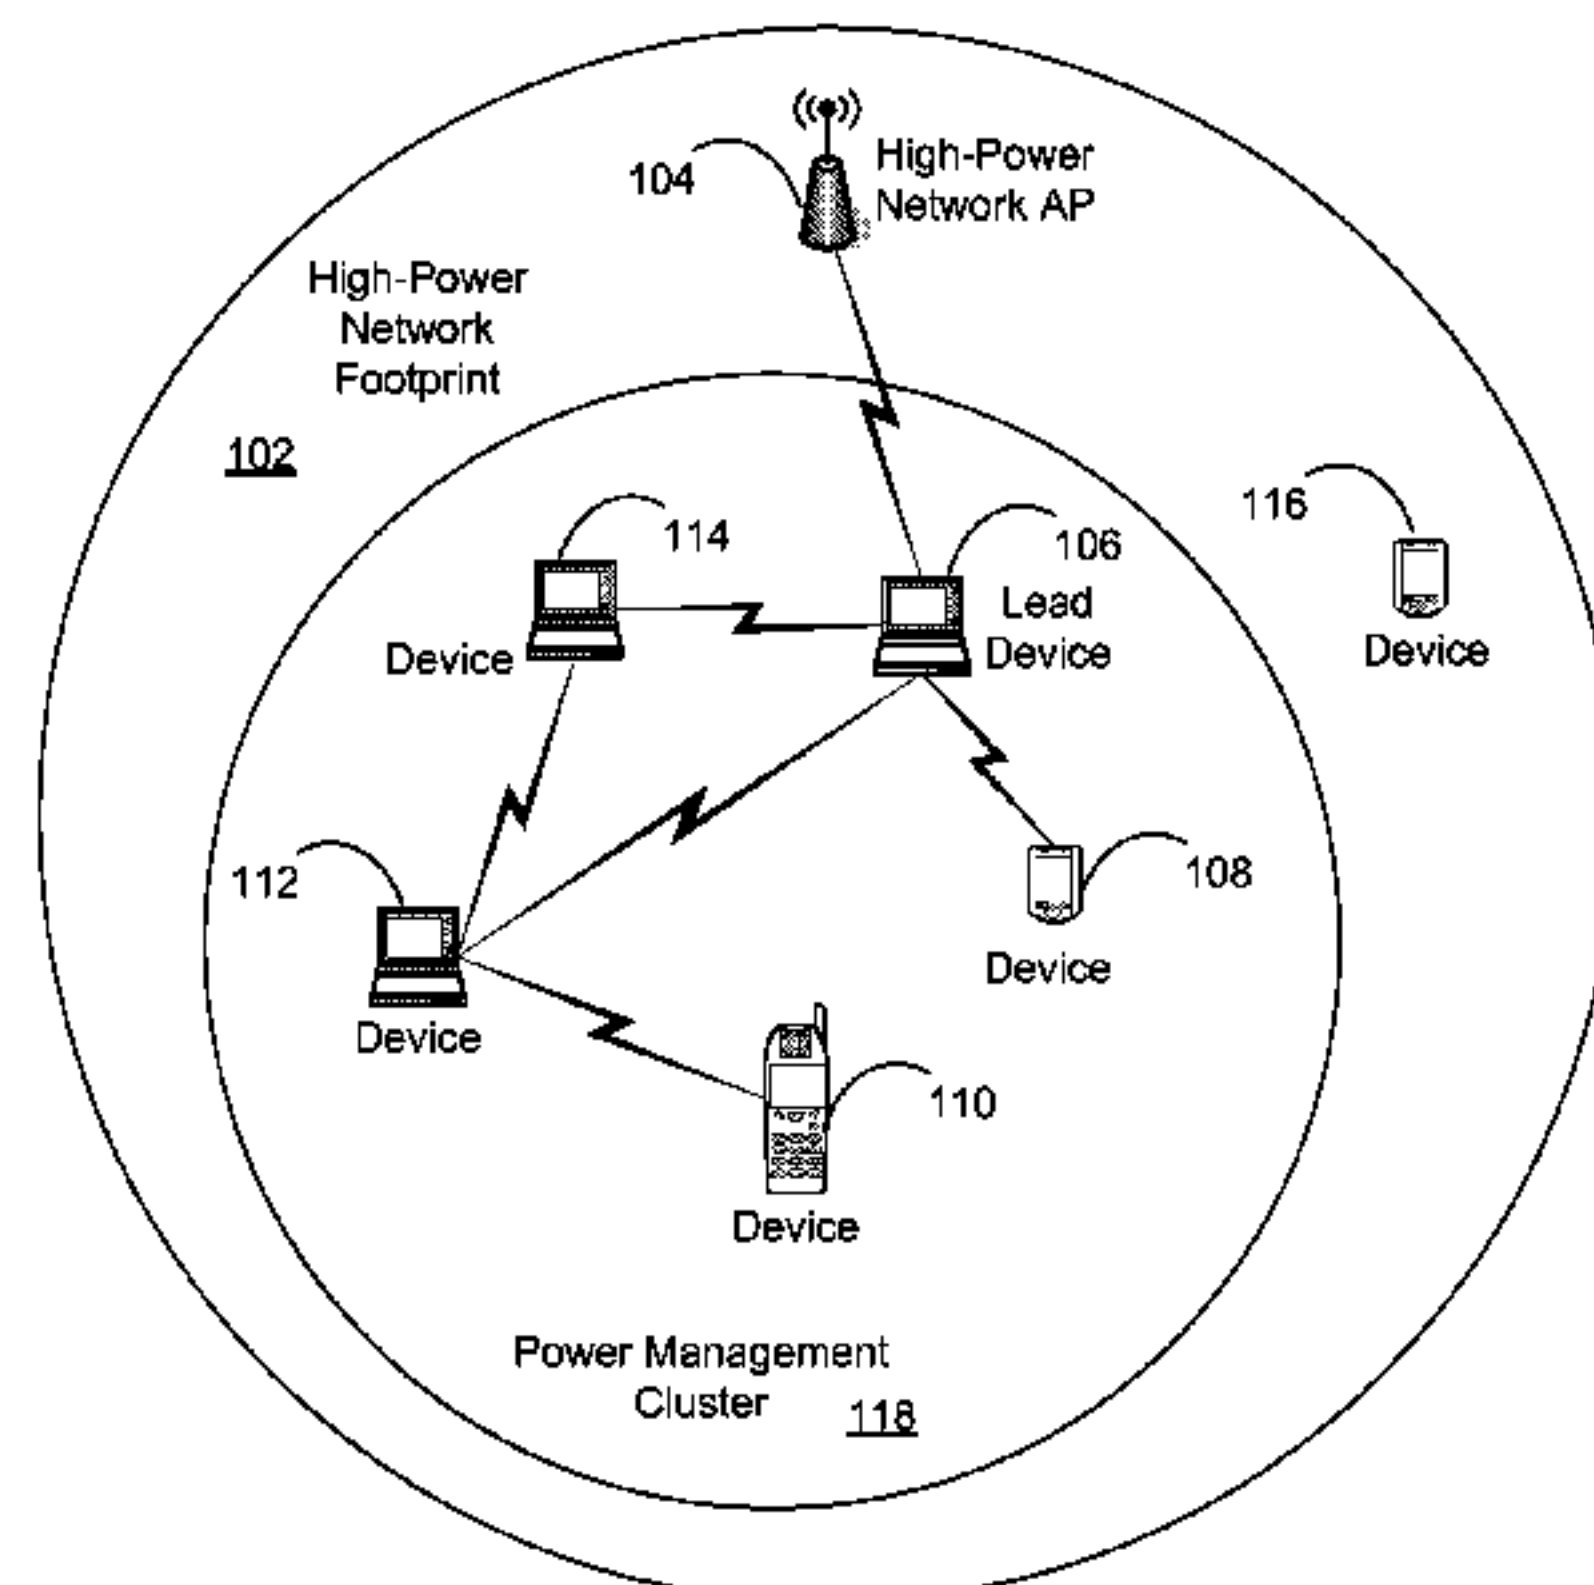 104
High-Power
Network AP
High-Power
Network
Footprint
102
116
Device
114
Device
106
Lead
Device
112
Device
108
Device
110
Device
Power Management
Cluster
118